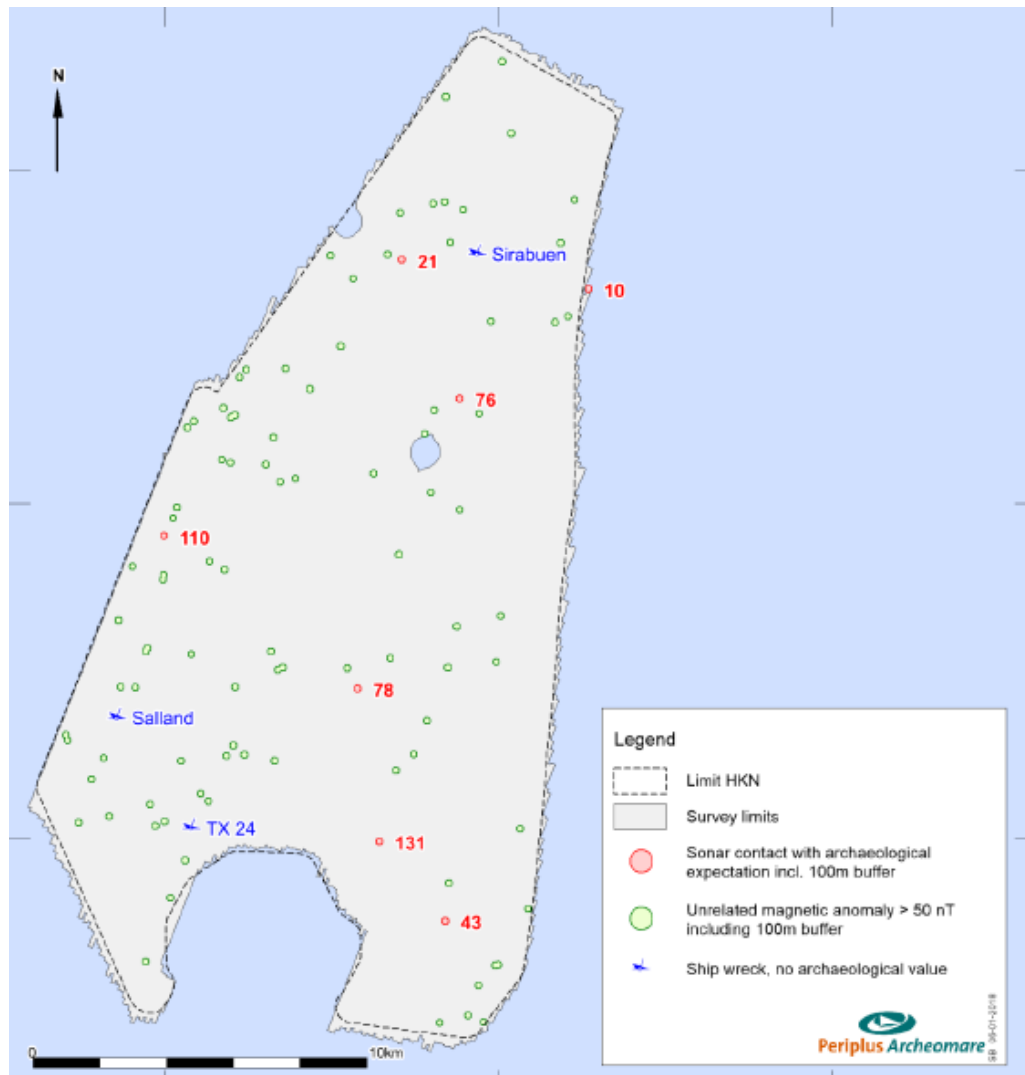 N
Sirabuen
21
10
76
110
78
Salland
TX 24
131
43
Legend
Limit HKN
Survey limits
Sonar contact with archaeological
expectation incl. 100m buffer
Unrelated magnetic anomaly > 50 nT
including 100m buffer
Ship wreck, no archaeological value
Periplus Archeomare
0
10km